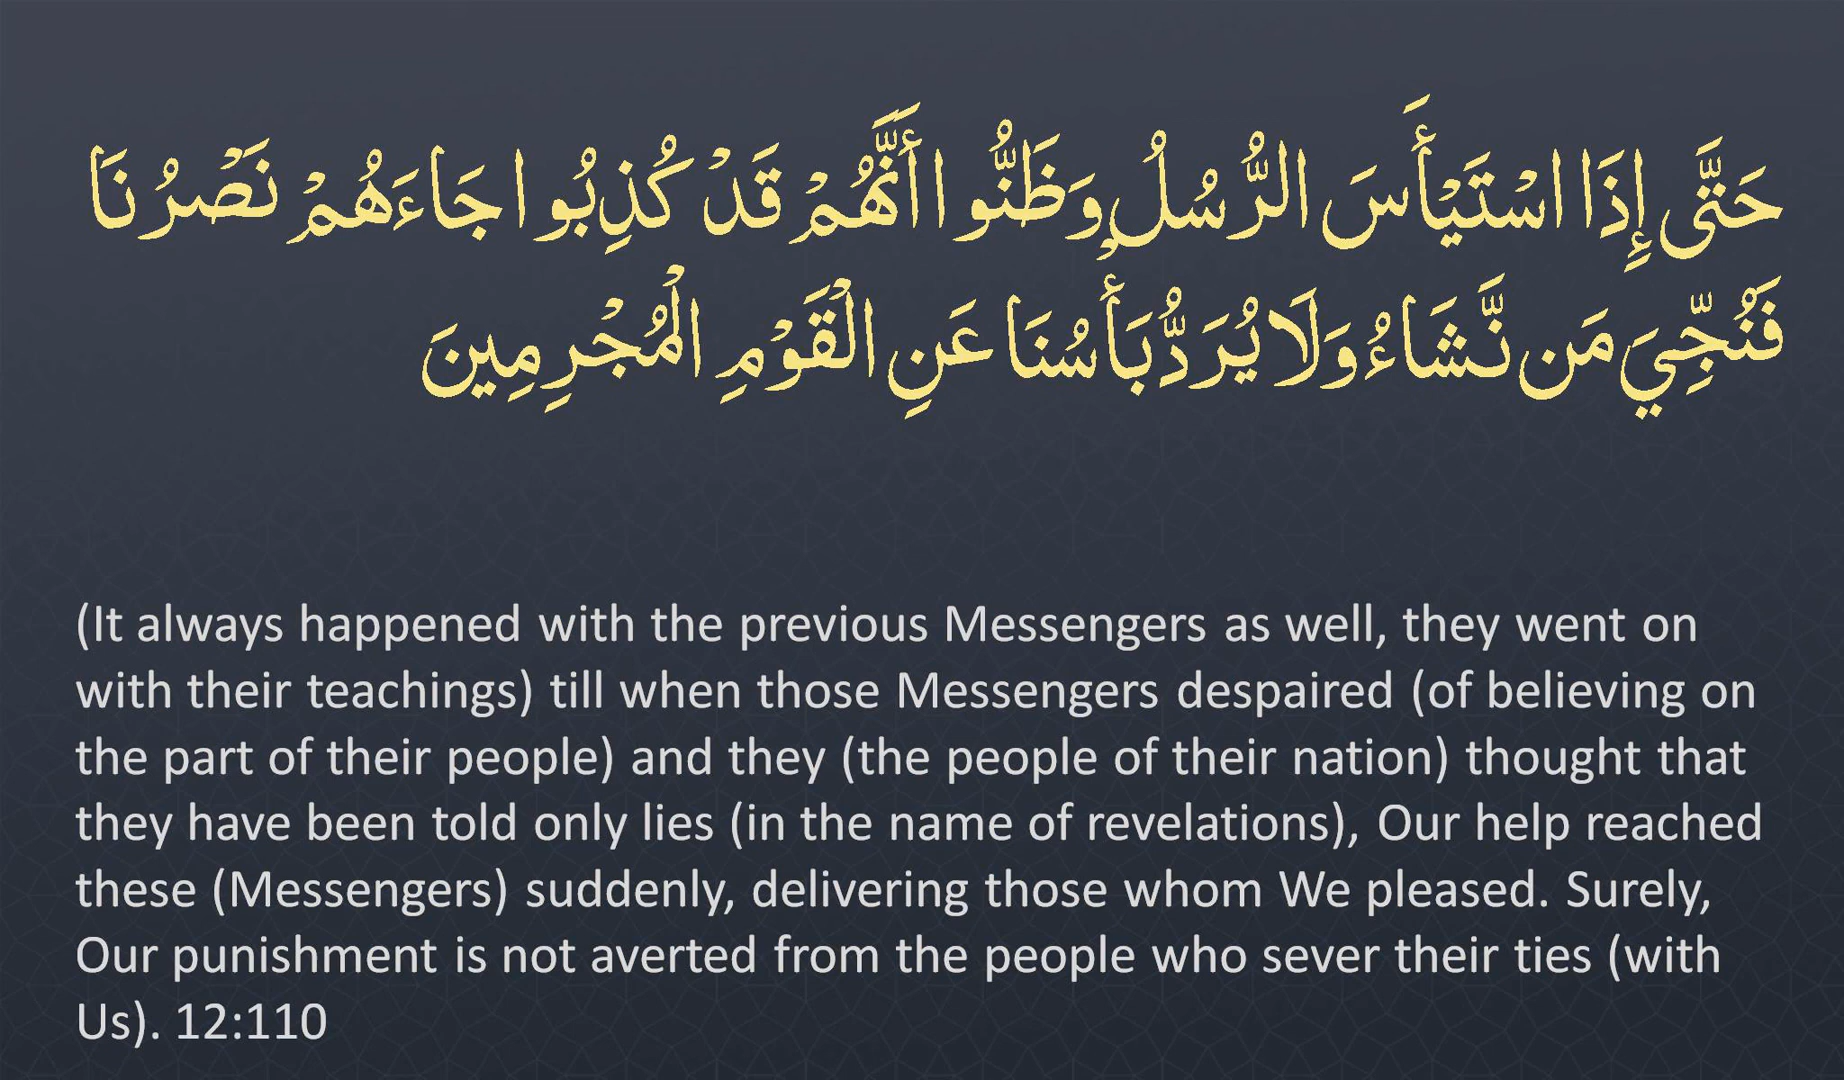 حَتَّى إِذَا اسْتَيْأَسَ الرُّسُلُ وَظَنُّوا أَنَّهُمْ قَدْ كُذِبُوا جَاءَهُمْ نَصْرُنَا
فَنُجِّيَ مَن نَّشَاءُ وَلَا يُرَدُّ بَأْسُنَا عَنِ الْقَوْمِ الْمُجْرِمِينَ
(It always happened with the previous Messengers as well, they went on
with their teachings) till when those Messengers despaired (of believing on
the part of their people) and they (the people of their nation) thought that
they have been told only lies (in the name of revelations), Our help reached
these (Messengers) suddenly, delivering those whom We pleased. Surely,
Our punishment is not averted from the people who sever their ties (with
Us). 12:110